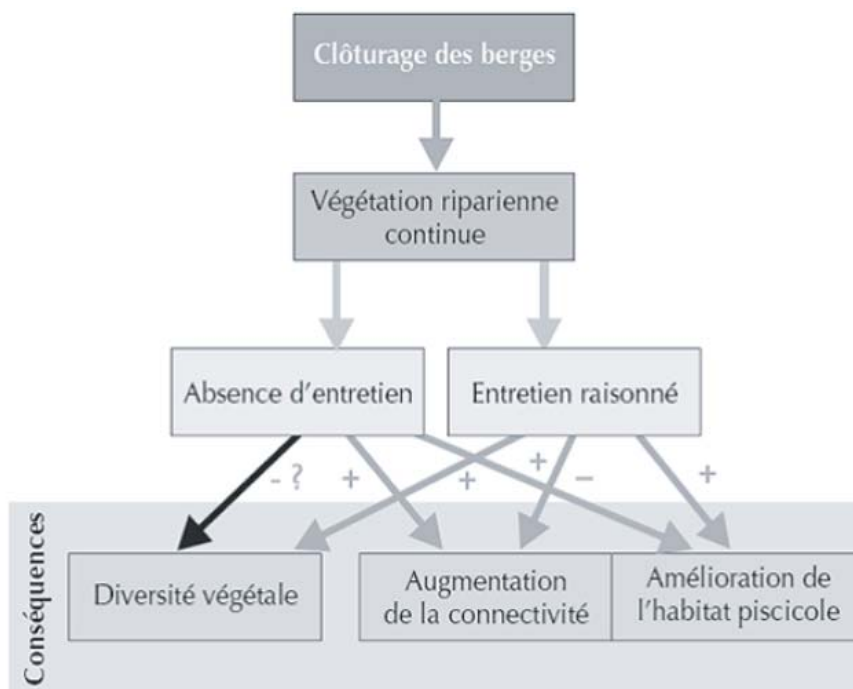 Clôturage des berges
Végétation riparienne
continue
Absence d'entretien
Entretien raisonné
- ?
+
+
+
–
+
Conséquences
Diversité végétale
Augmentation
de la connectivité
Amélioration de
l'habitat piscicole